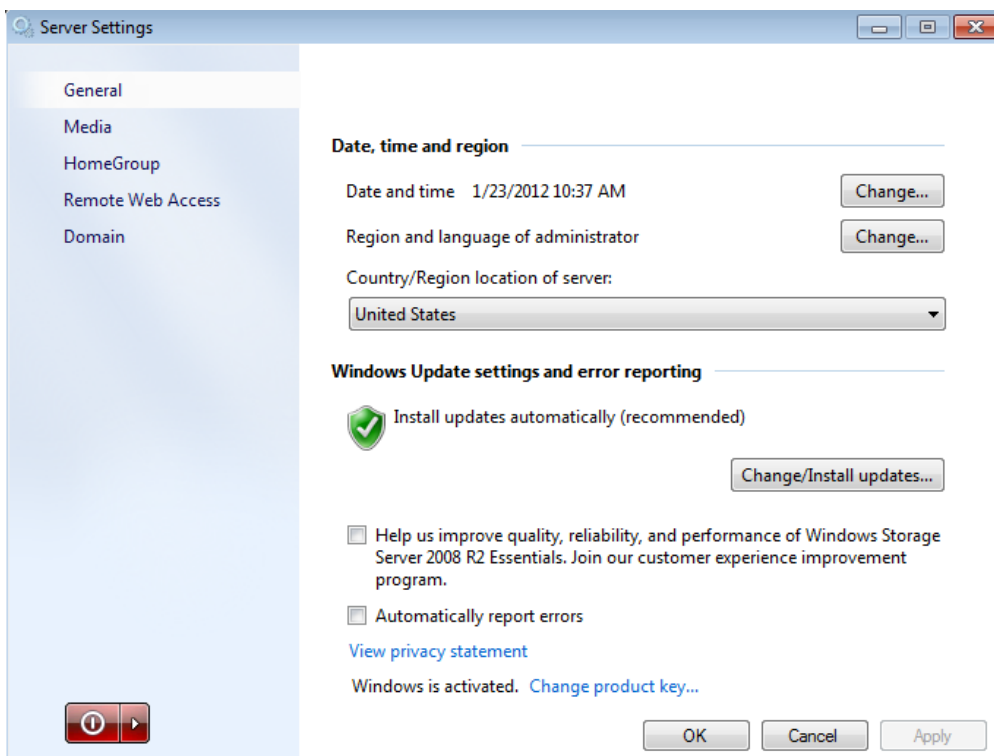 Server Settings
General
Media
HomeGroup
Remote Web Access
Domain
Date, time and region
Date and time 1/23/2012 10:37 AM Change...
Region and language of administrator Change...
Country/Region location of server:
United States
Windows Update settings and error reporting
Install updates automatically (recommended)
Change/Install updates...
Help us improve quality, reliability, and performance of Windows Storage
Server 2008 R2 Essentials. Join our customer experience improvement
program.
Automatically report errors
View privacy statement
Windows is activated. Change product key...
OK Cancel Apply